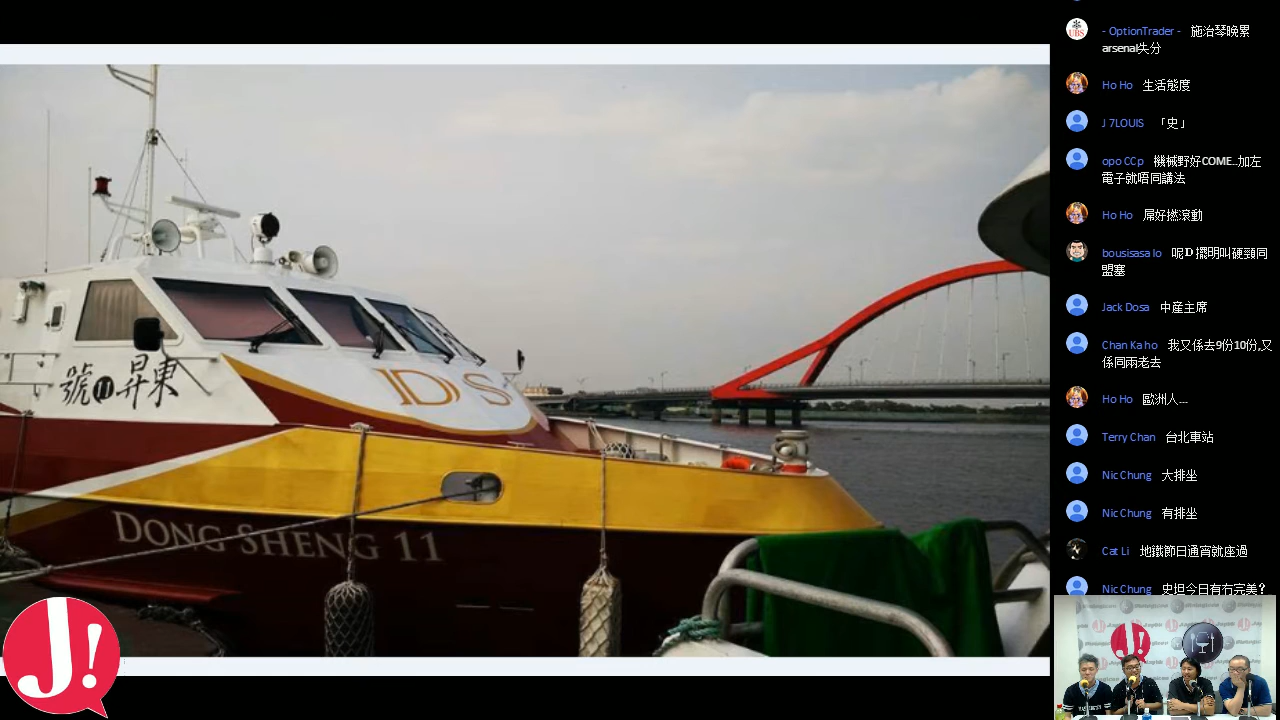 號11昇東
IDS
DONG SHENG 11
J!
- OptionTrader - 施治琴晚累
arsenal失分
Ho Ho 生活態度
J 7LOUIS 「史」
opo CCp 機械野好COME..加左
電子就唔同講法
Ho Ho 屌好撚滾動
bousisasa lo 呢D擺明叫硬頸同
盟塞
Jack Dosa 中産主席
Chan Ka ho 我又係去9份10份,又
係同兩老去
Ho Ho 歐洲人...
Terry Chan 台北車站
Nic Chung 大排坐
Nic Chung 有排坐
Cat Li 地鐵節日通宵就座過
Nic Chung 史坦今日有冇完美?
UBS
J!